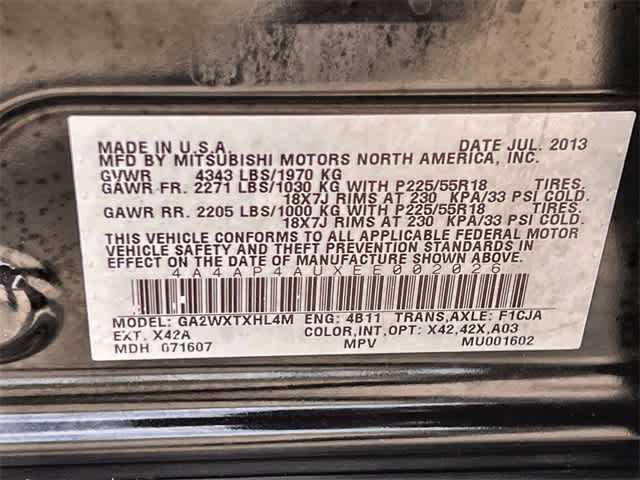 MADE IN U.S.A. DATE JUL. 2013
MFD BY MITSUBISHI MOTORS NORTH AMERICA, INC.
GVWR 4343 LBS/1970 KG
GAWR FR. 2271 LBS/1030 KG WITH P225/55R18 TIRES,
18X7J RIMS AT 230 KPA/33 PSI COLD.
GAWR RR. 2205 LBS/1000 KG WITH P225/55R18 TIRES,
18X7J RIMS AT 230 KPA/33 PSI COLD.
THIS VEHICLE CONFORMS TO ALL APPLICABLE FEDERAL MOTOR
VEHICLE SAFETY AND THEFT PREVENTION STANDARDS IN
EFFECT ON THE DATE OF MANUFACTURE SHOWN ABOVE.
4A4AP4AUXEE002026
MODEL: GA2WXTXHL4M ENG: 4B11 TRANS,AXLE: F1CJA
EXT. X42A COLOR,INT,OPT: X42,42X,A03
MDH 071607 MPV MU001602